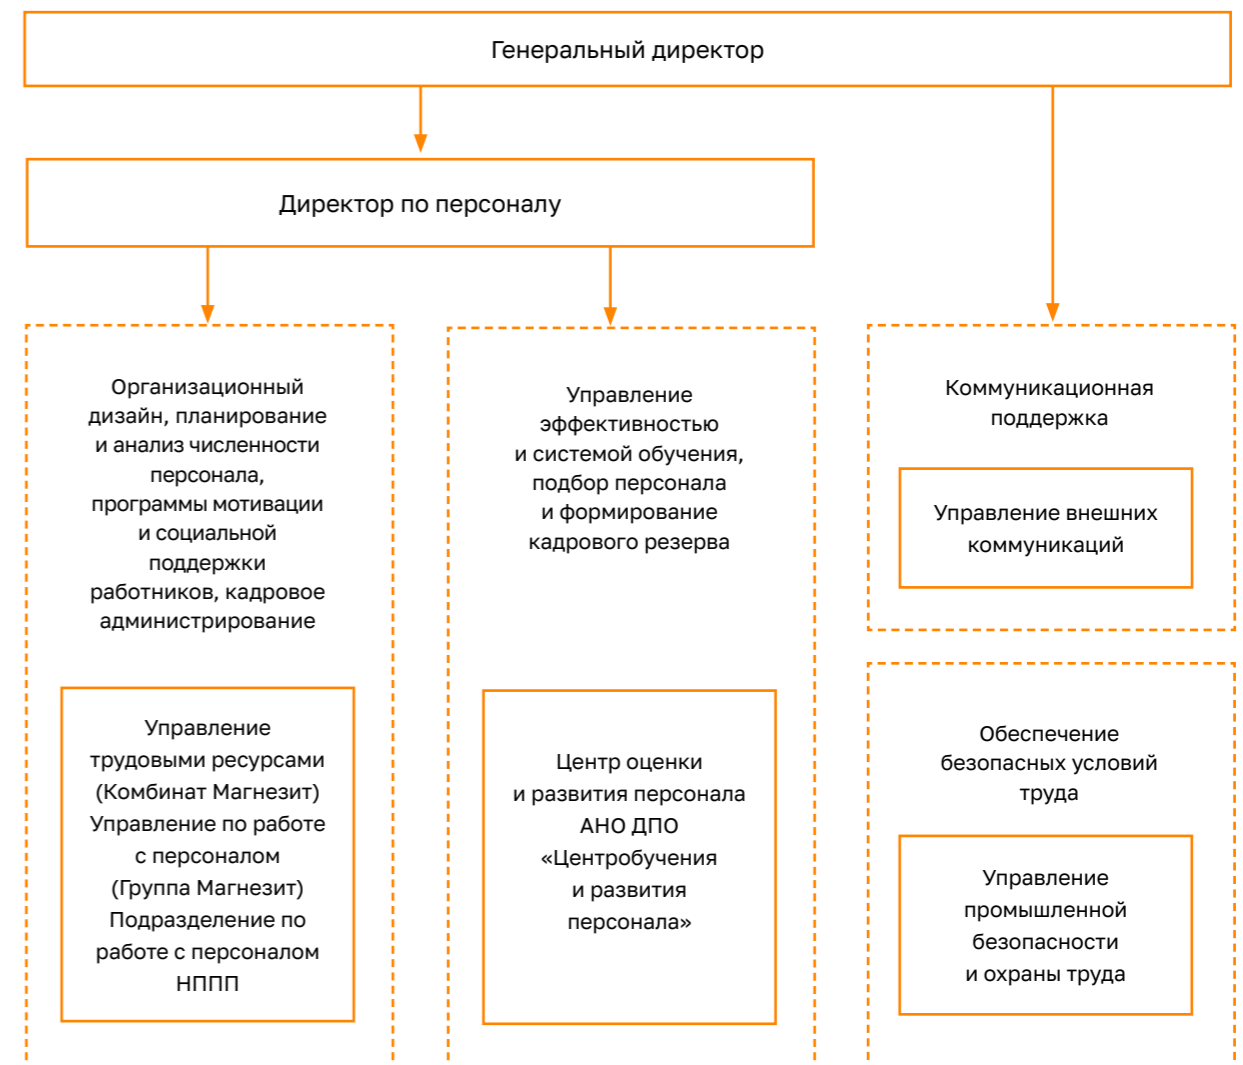 Генеральный директор
Директор по персоналу
Организационный
дизайн, планирование
и анализ численности
персонала,
программы мотивации
и социальной
поддержки
работников, кадровое
администрирование
Управление
трудовыми ресурсами
(Комбинат Магнезит)
Управление по работе
с персоналом
(Группа Магнезит)
Подразделение по
работе с персоналом
НППП
Управление
эффективностью
и системой обучения,
подбор персонала
и формирование
кадрового резерва
Центр оценки
и развития персонала
АНО ДПО
«Центробучения
и развития
персонала»
Коммуникационная
поддержка
Управление внешних
коммуникаций
Обеспечение
безопасных условий
труда
Управление
промышленной
безопасности
и охраны труда